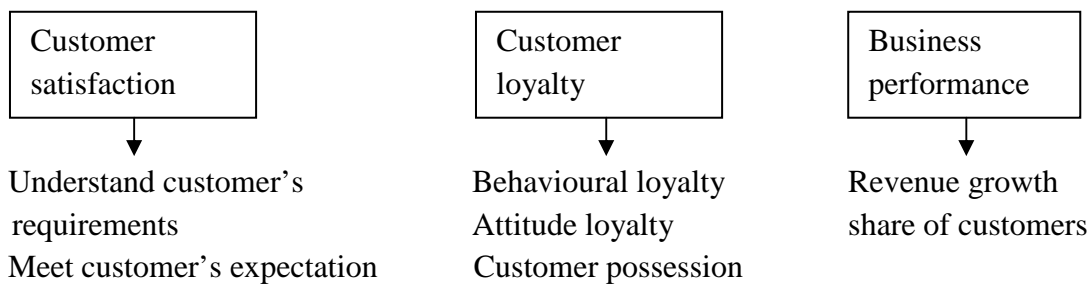 Customer
satisfaction
Customer
loyalty
Business
performance
Understand customer's
requirements
Meet customer's expectation
Behavioural loyalty
Attitude loyalty
Customer possession
Revenue growth
share of customers